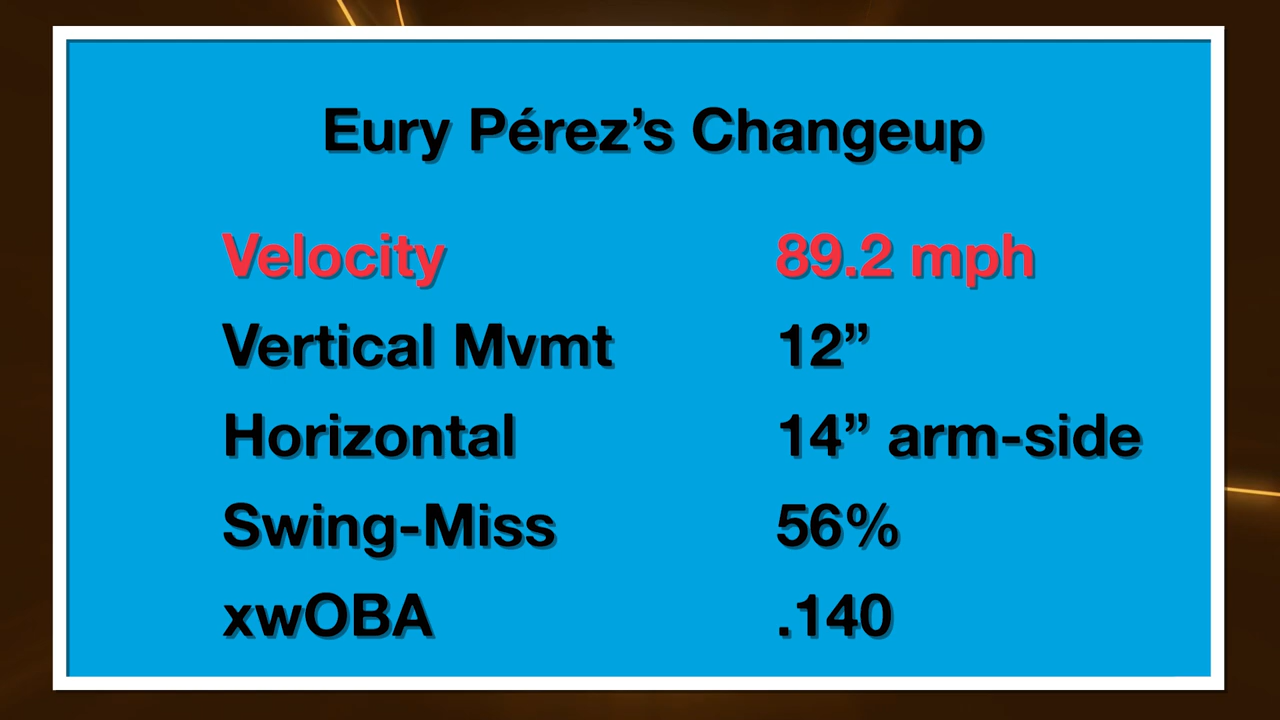 Eury Pérez’s Changeup
Velocity 89.2 mph
Vertical Mvmt 12”
Horizontal 14” arm-side
Swing-Miss 56%
xwOBA .140